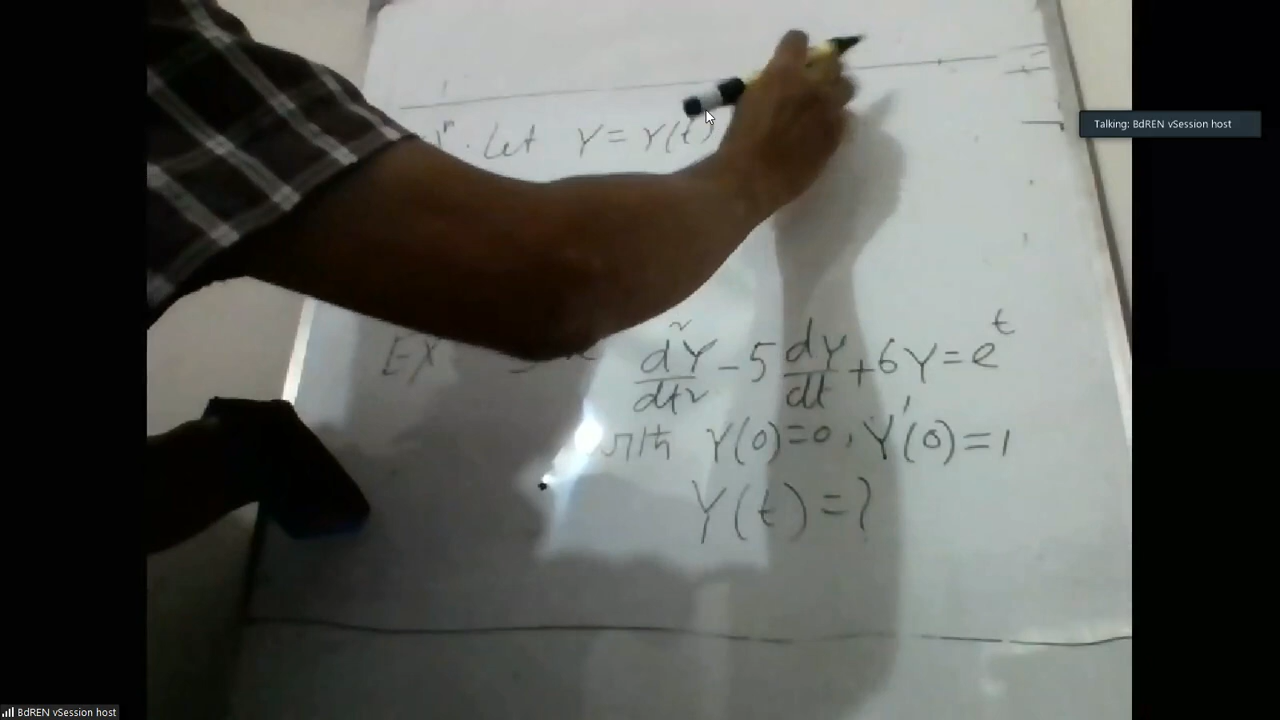 Talking: BdREN vSession host
. Let Y = Y(t)
EX
d²Y/dt² - 5 dY/dt + 6Y = e^t
with Y(0)=0, Y'(0)=1
Y(t)=?
BdREN vSession host